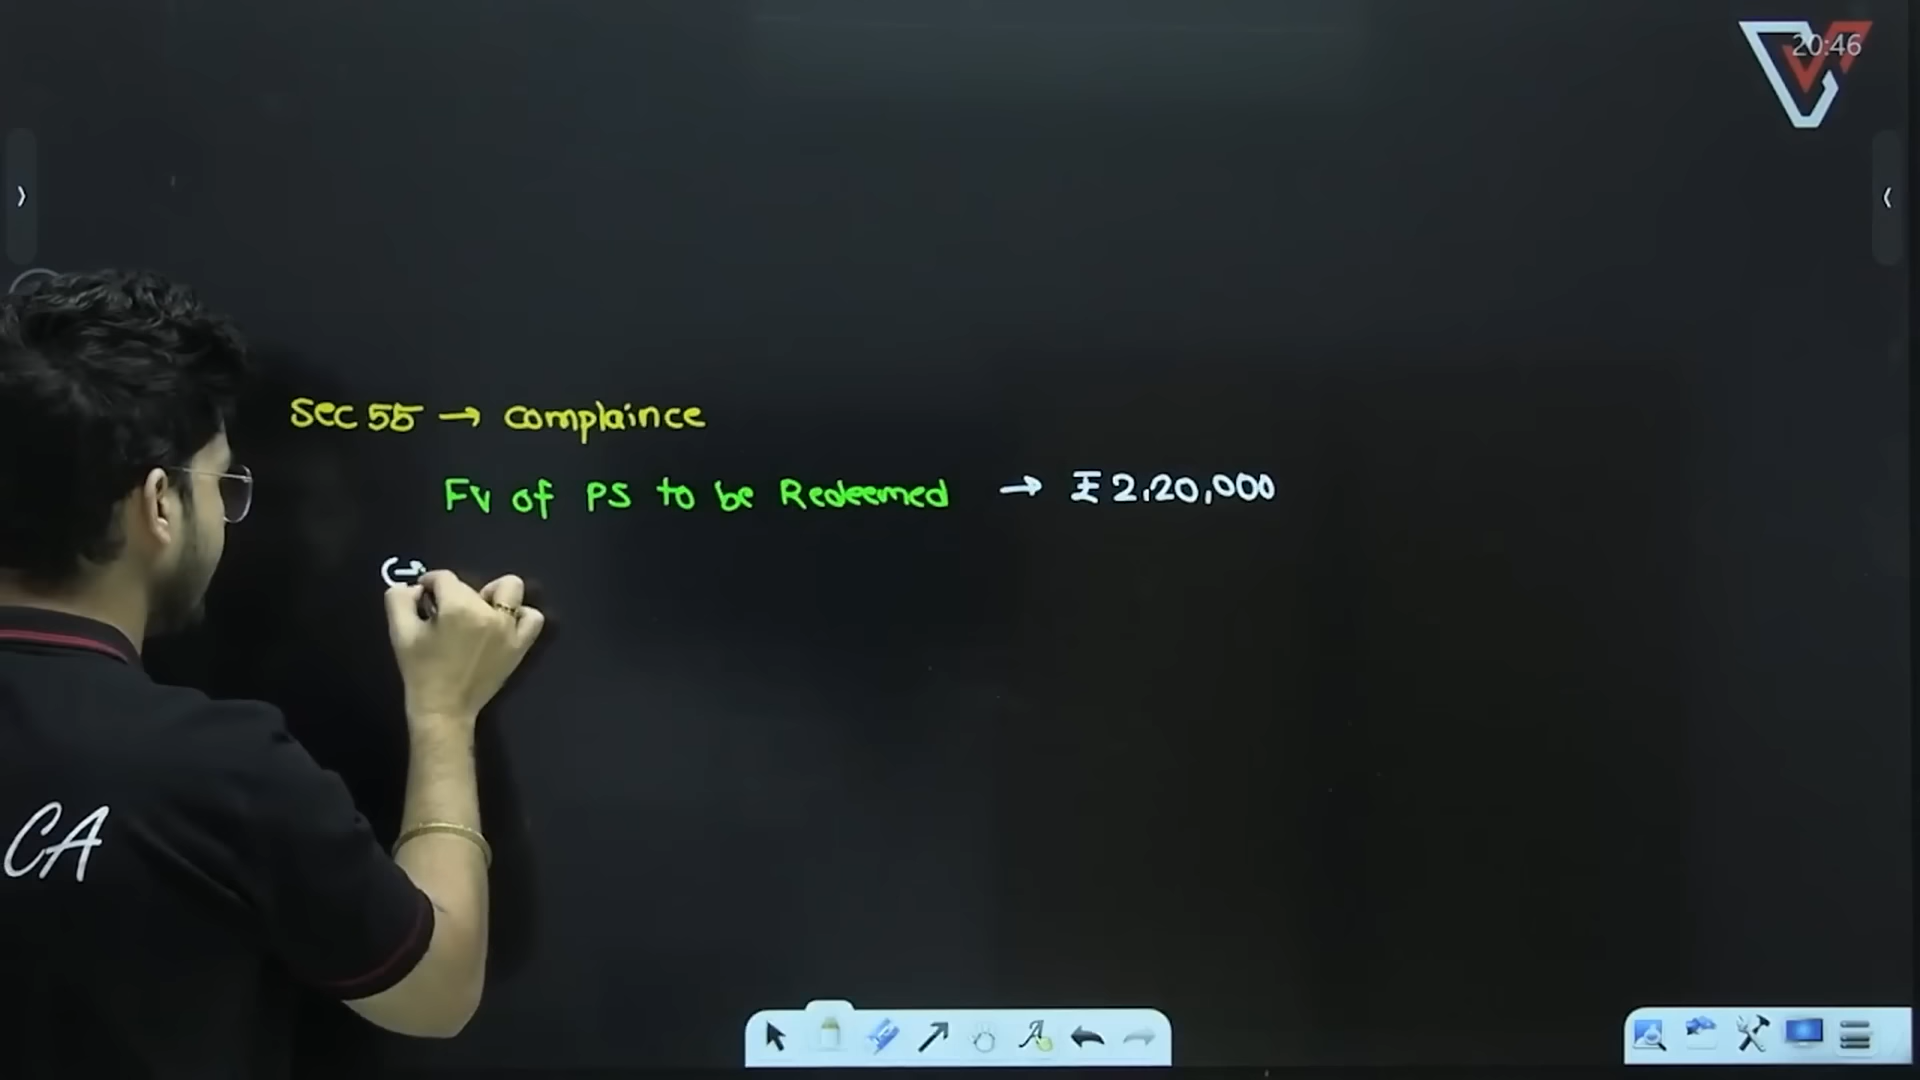 20:46
Sec 55 → complaince
FV of PS to be Redeemed → ₹ 2,20,000
(-)
CA